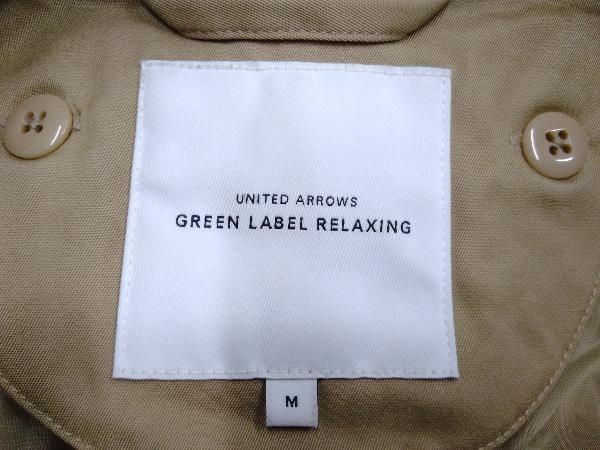 UNITED ARROWS
GREEN LABEL RELAXING
M